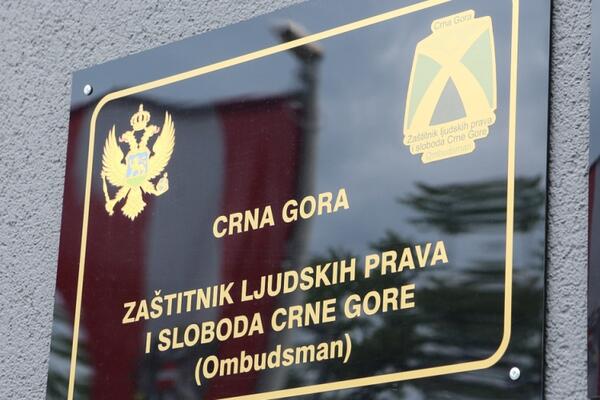 Crna Gora
Zaštitnik ljudskih prava
i sloboda Crne Gore
(Ombudsman)
CRNA GORA
ZAŠTITNIK LJUDSKIH PRAVA
I SLOBODA CRNE GORE
(Ombudsman)